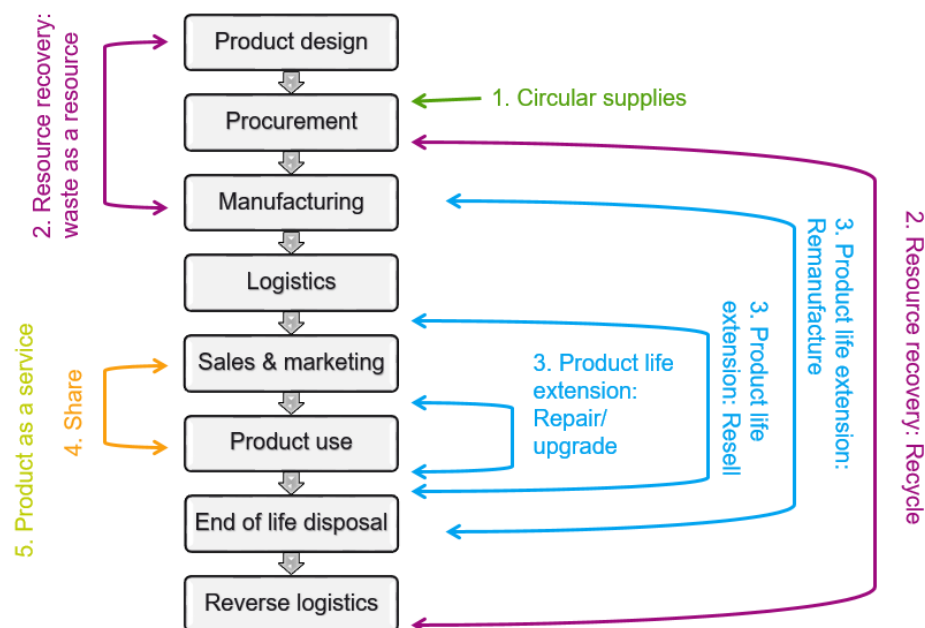 Product design
Procurement
Manufacturing
Logistics
Sales & marketing
Product use
End of life disposal
Reverse logistics
2. Resource recovery:
waste as a resource
5. Product as a service
4. Share
1. Circular supplies
3. Product life
extension:
Repair/
upgrade
3. Product life
extension: Resell
3. Product life extension:
Remanufacture
2. Resource recovery: Recycle